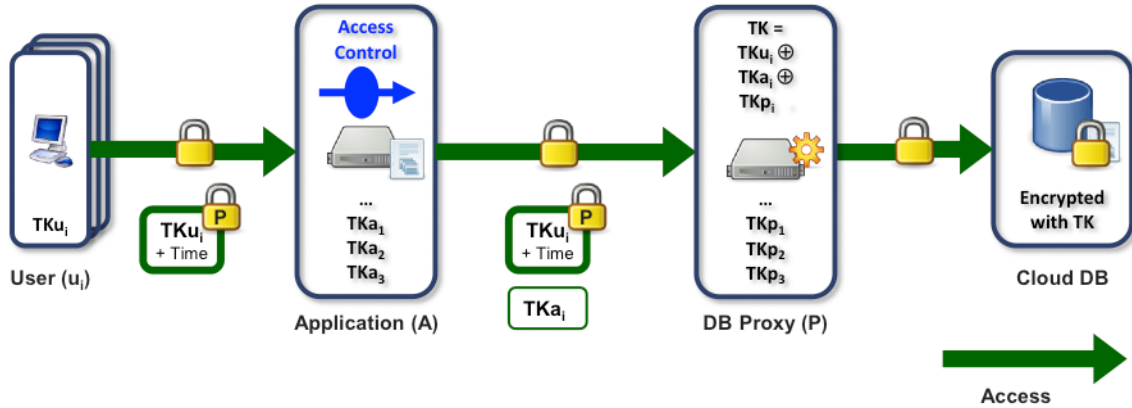 TKuᵢ
User (uᵢ)
P
TKuᵢ
+ Time
Access
Control
...
TKa₁
TKa₂
TKa₃
Application (A)
P
TKuᵢ
+ Time
TKaᵢ
TK =
TKuᵢ ⊕
TKaᵢ ⊕
TKpᵢ
...
TKp₁
TKp₂
TKp₃
DB Proxy (P)
Encrypted
with TK
Cloud DB
Access